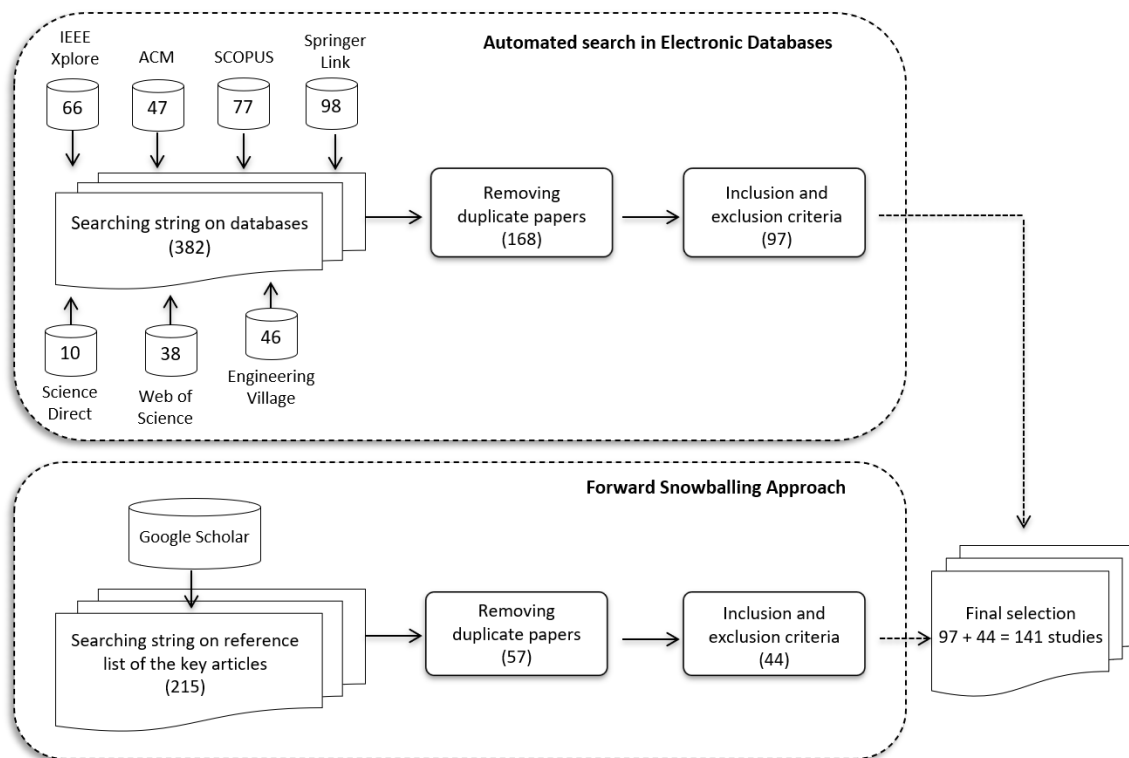 Automated search in Electronic Databases
IEEE
Xplore
ACM
SCOPUS
Springer
Link
66
47
77
98
Searching string on databases
(382)
Removing
duplicate papers
(168)
Inclusion and
exclusion criteria
(97)
10
38
46
Science
Direct
Web of
Science
Engineering
Village
Forward Snowballing Approach
Google Scholar
Searching string on reference
list of the key articles
(215)
Removing
duplicate papers
(57)
Inclusion and
exclusion criteria
(44)
Final selection
97 + 44 = 141 studies